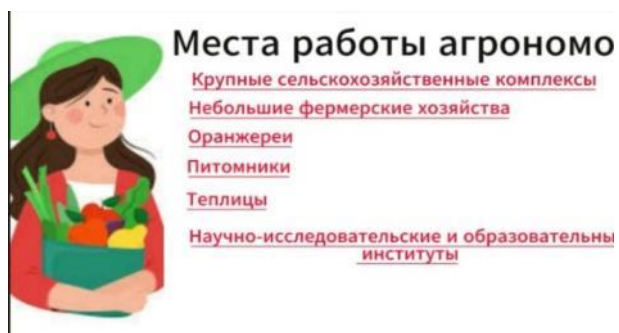 Места работы агрономо
Крупные сельскохозяйственные комплексы
Небольшие фермерские хозяйства
Оранжереи
Питомники
Теплицы
Научно-исследовательские и образовательны
институты